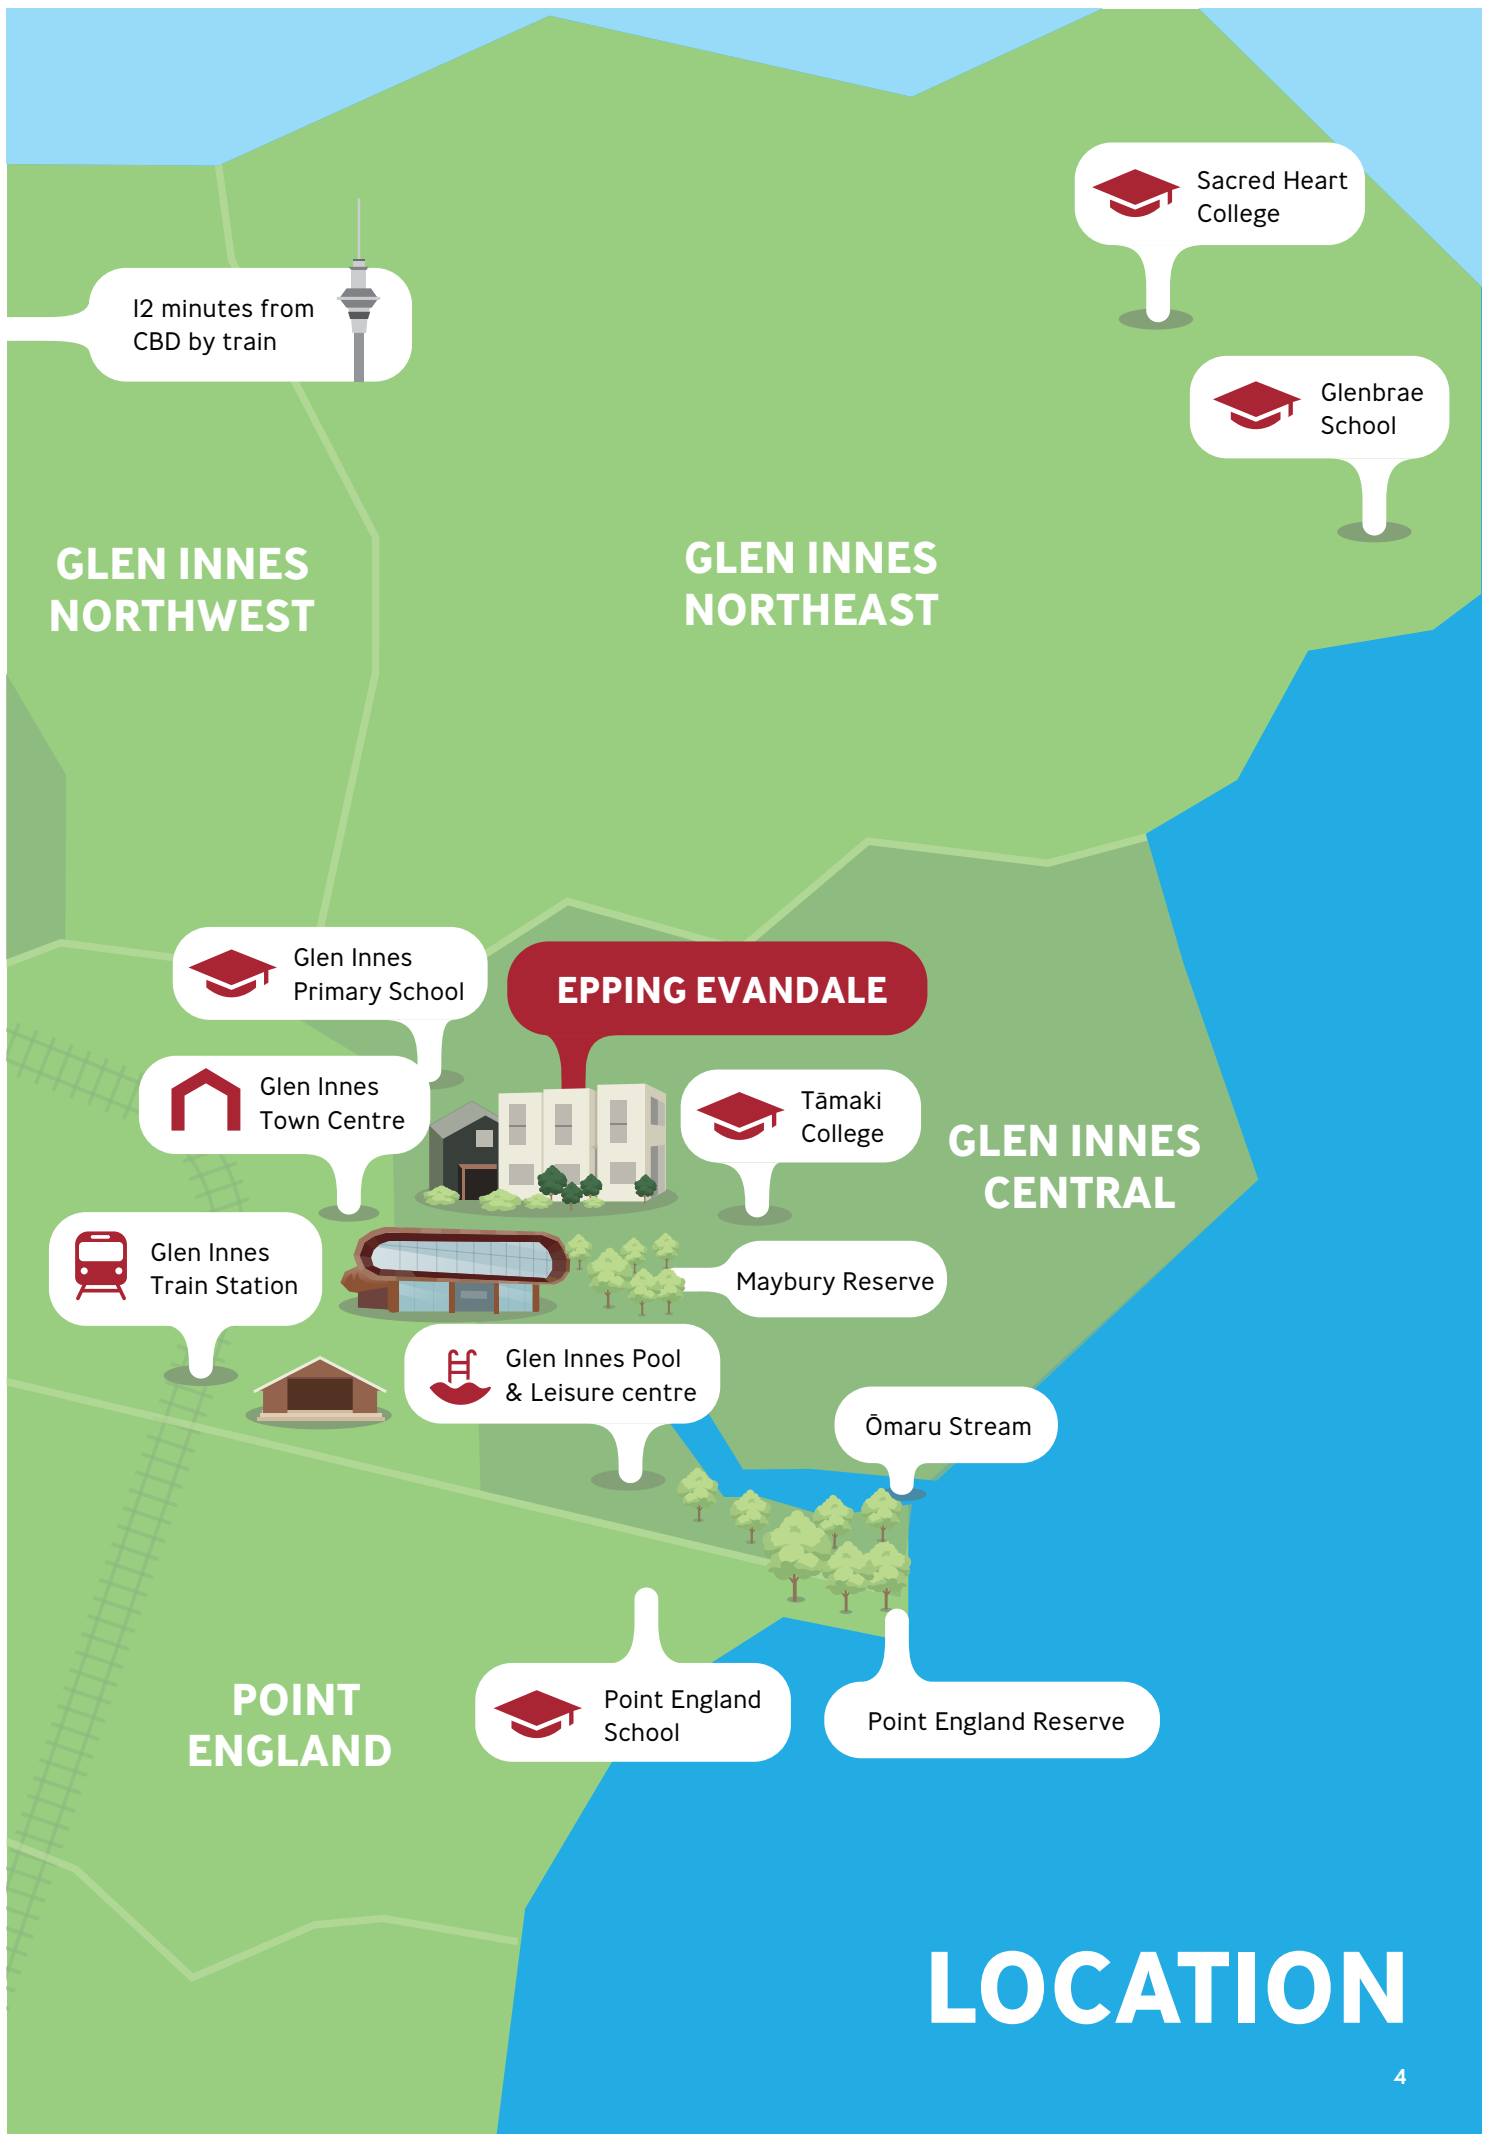 Sacred Heart
College
12 minutes from
CBD by train
Glenbrae
School
GLEN INNES
NORTHWEST
GLEN INNES
NORTHEAST
Glen Innes
Primary School
EPPING EVANDALE
Glen Innes
Town Centre
Tāmaki
College
GLEN INNES
CENTRAL
Glen Innes
Train Station
Maybury Reserve
Glen Innes Pool
& Leisure centre
Ōmaru Stream
POINT
ENGLAND
Point England
School
Point England Reserve
LOCATION
4